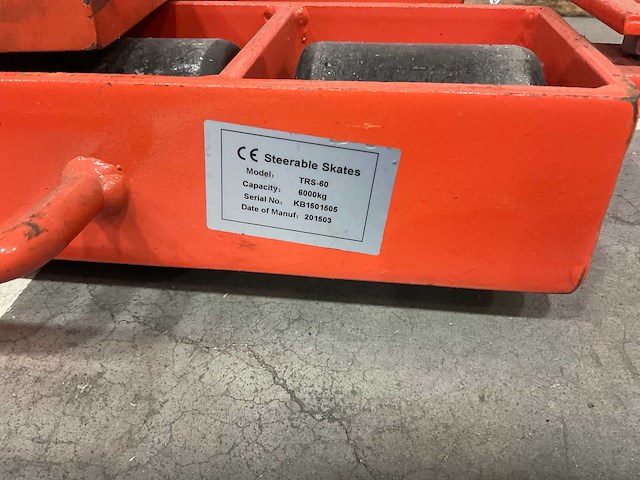 CE Steerable Skates
Model: TRS-60
Capacity: 6000kg
Serial No: KB1501505
Date of Manuf: 201503